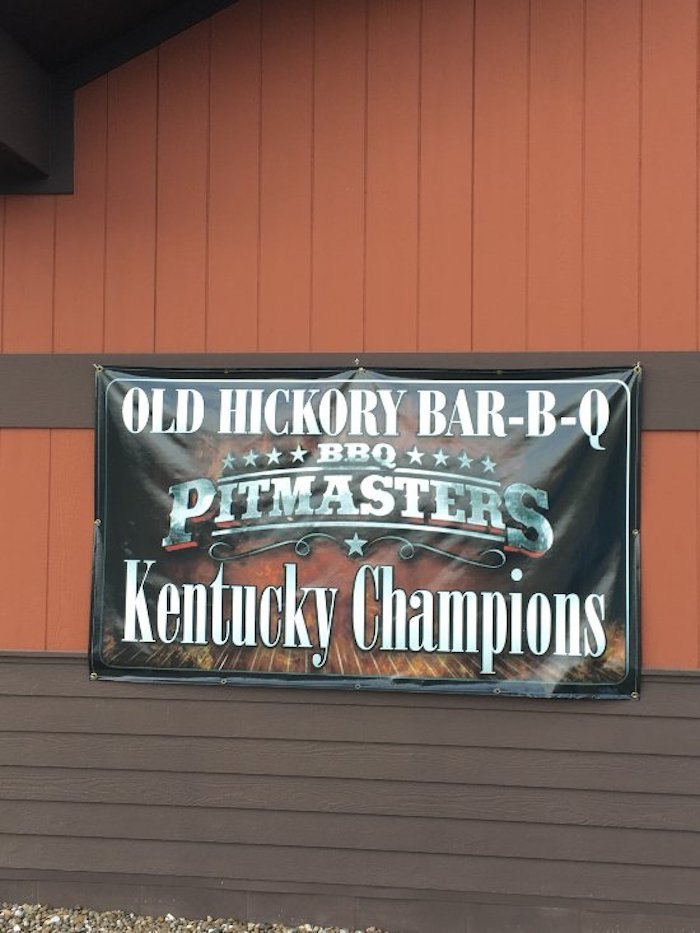 OLD HICKORY BAR-B-Q
BBQ
PITMASTERS
Kentucky Champions